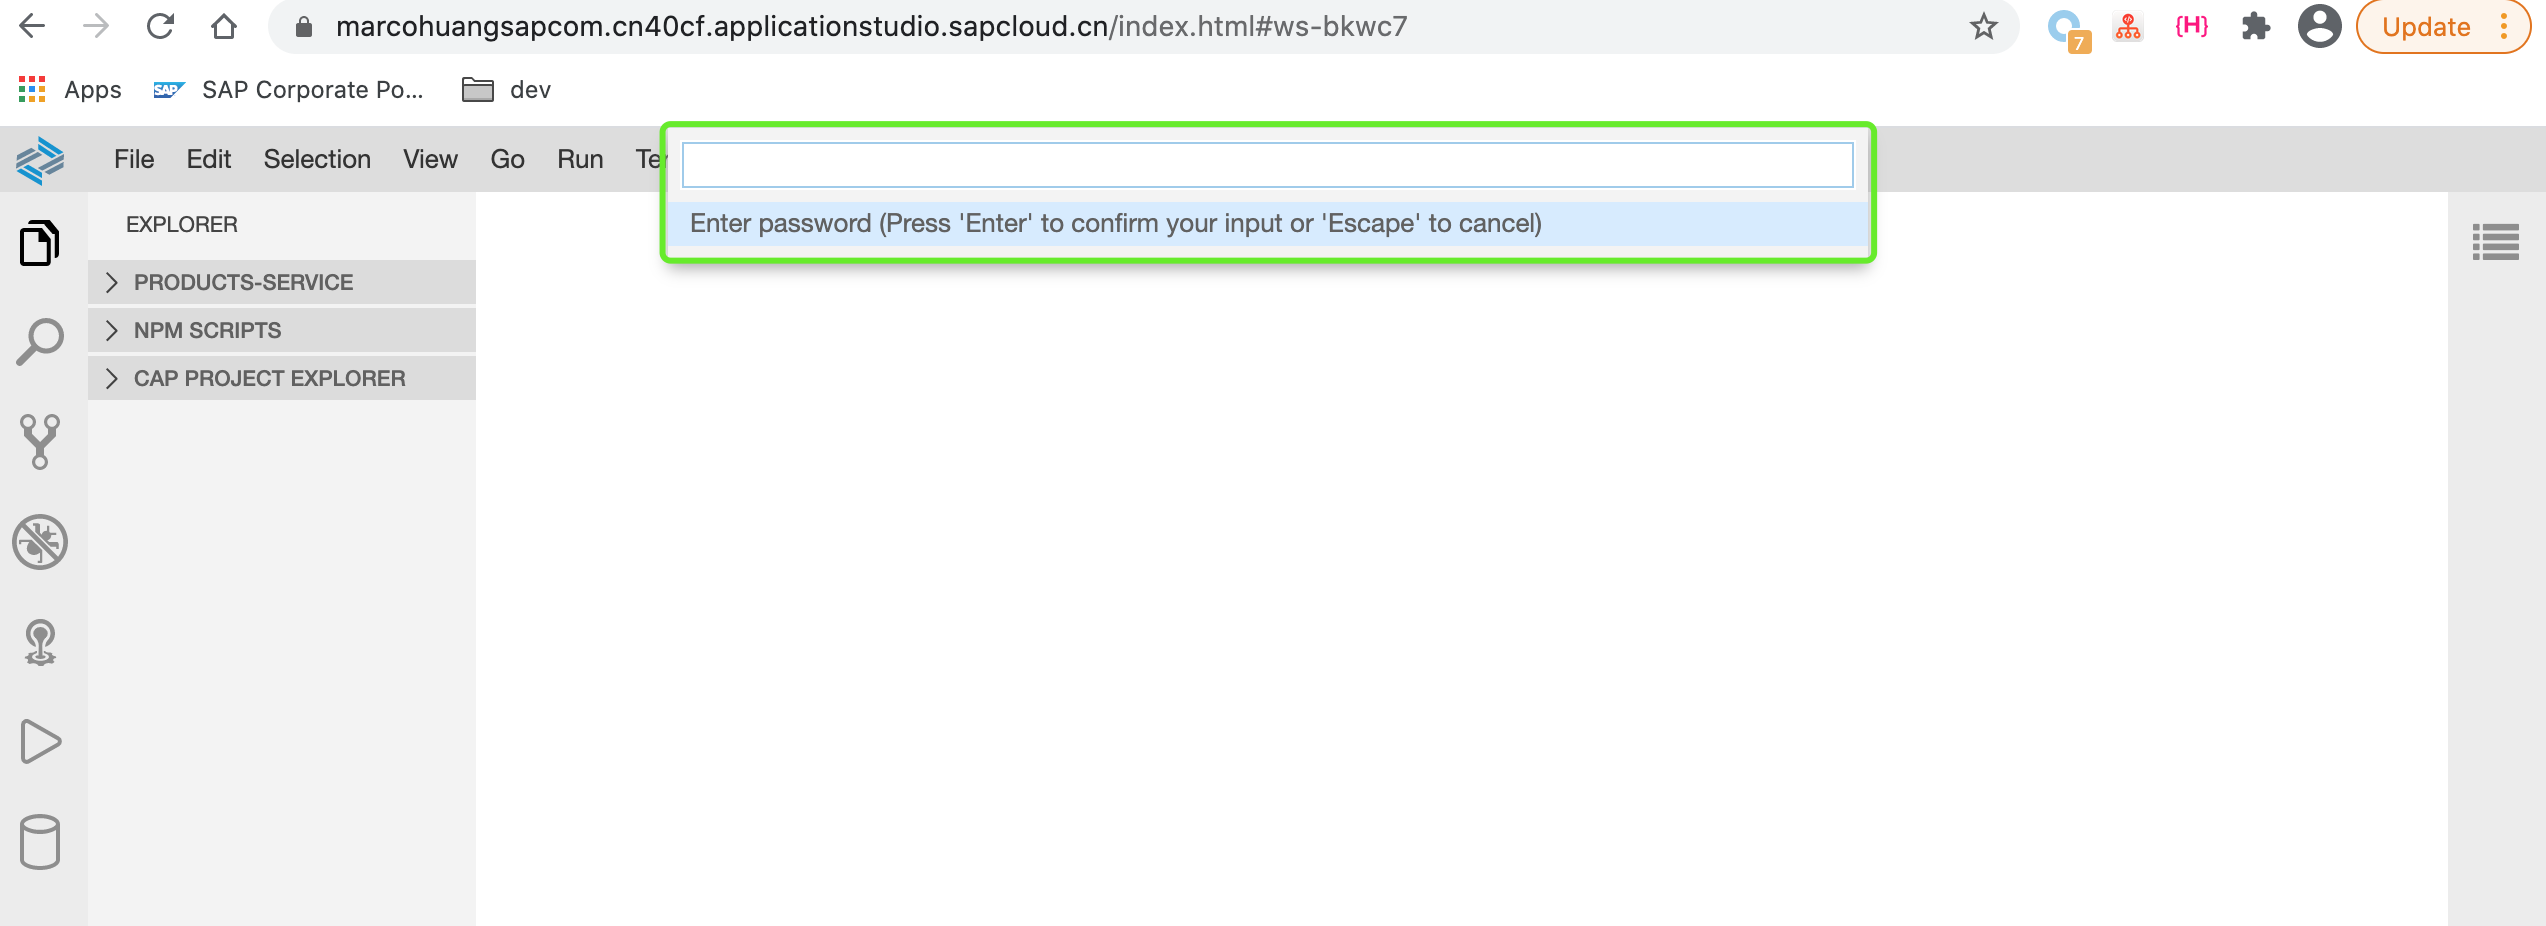 marcohuangsapcom.cn40cf.applicationstudio.sapcloud.cn/index.html#ws-bkwc7
7
{H}
Update
Apps
SAP
SAP Corporate Po...
dev
File Edit Selection View Go Run Ter
Enter password (Press 'Enter' to confirm your input or 'Escape' to cancel)
EXPLORER
PRODUCTS-SERVICE
NPM SCRIPTS
CAP PROJECT EXPLORER